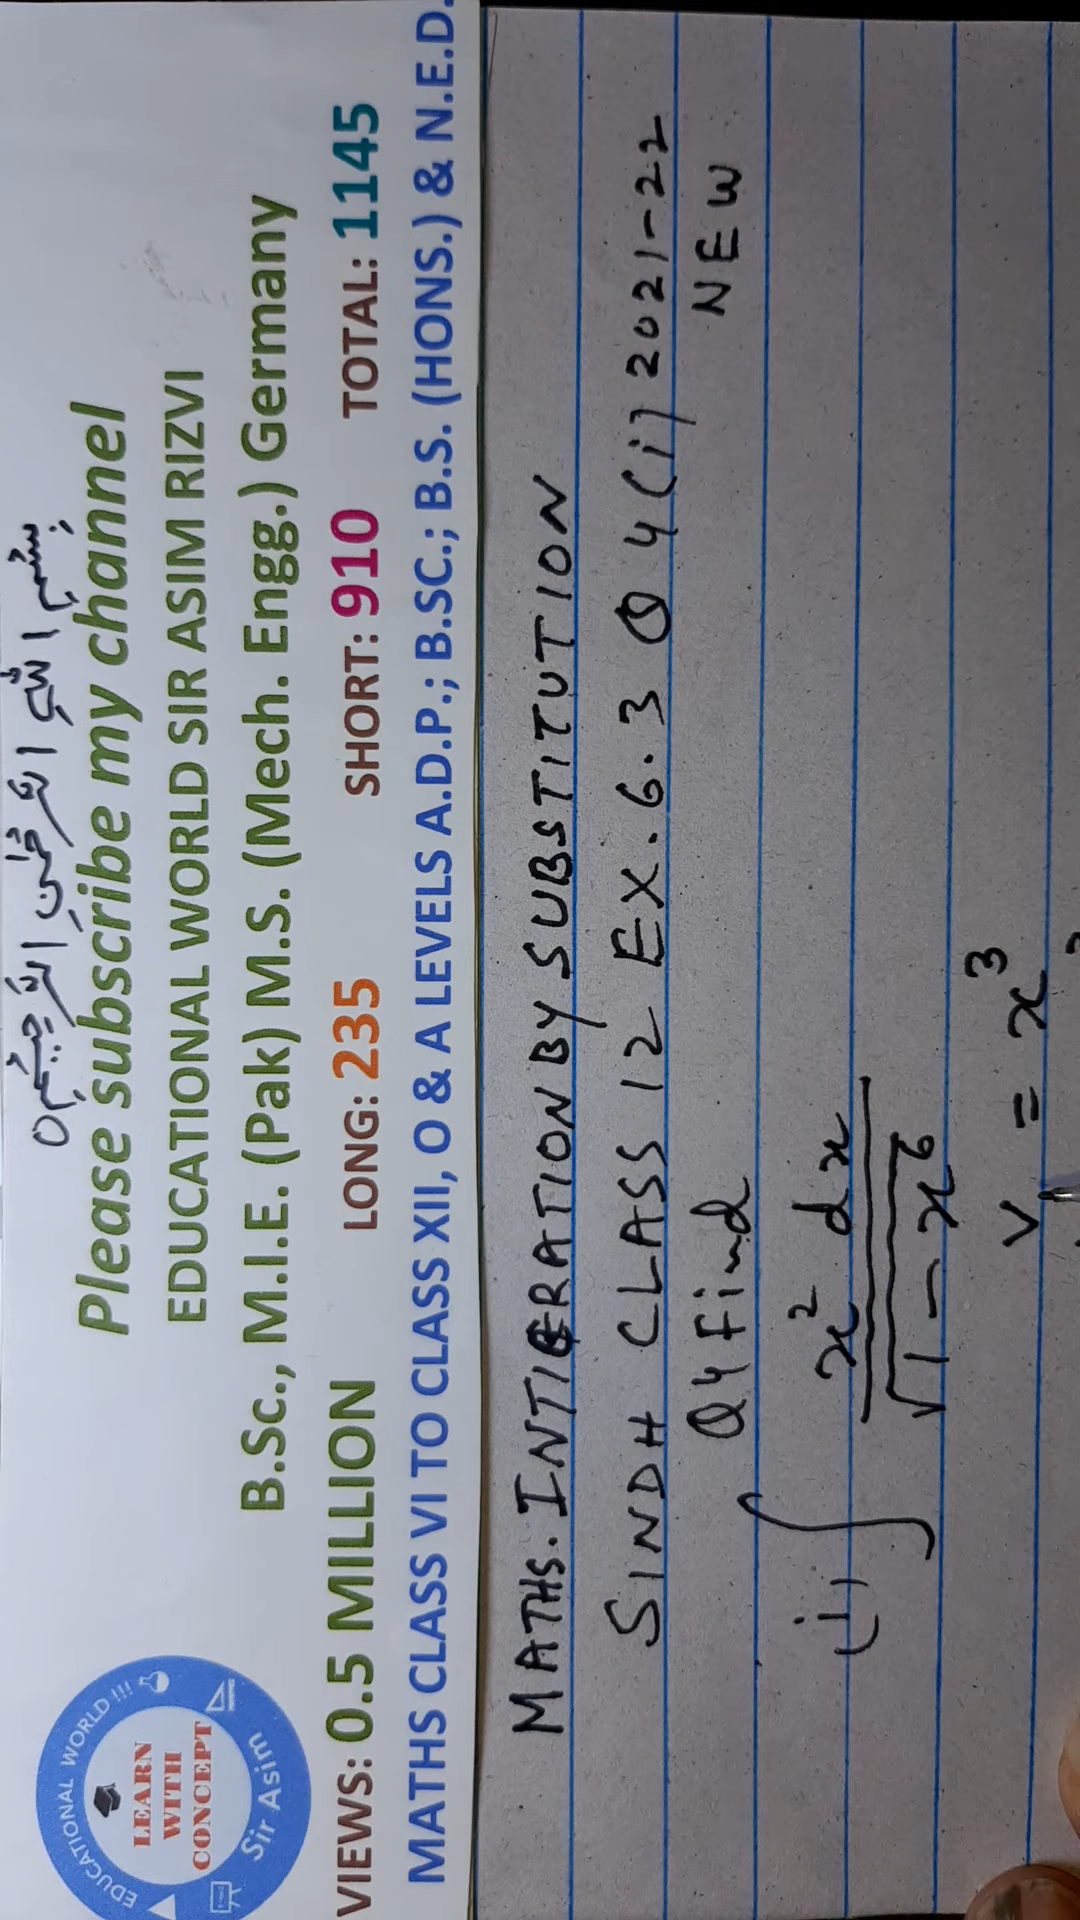 بِسْمِ اللهِ الرَّحْمٰنِ الرَّحِيْمِ
Please subscribe my channel
EDUCATIONAL WORLD SIR ASIM RIZVI
B.Sc., M.I.E. (Pak) M.S. (Mech. Engg.) Germany
VIEWS: 0.5 MILLION LONG: 235 SHORT: 910 TOTAL: 1145
MATHS CLASS VI TO CLASS XII, O & A LEVELS A.D.P.; B.SC.; B.S. (HONS.) & N.E.D.
EDUCATIONAL WORLD !!!
LEARN
WITH
CONCEPT
Sir Asim
MATHS. INTIGRATION BY SUBSTITUTION
SINDH CLASS 12 EX. 6.3 Q 4 (i) 2021-22
NEW
Q4 Find
(i) ∫ x² dx / √1-x⁶
v = x³